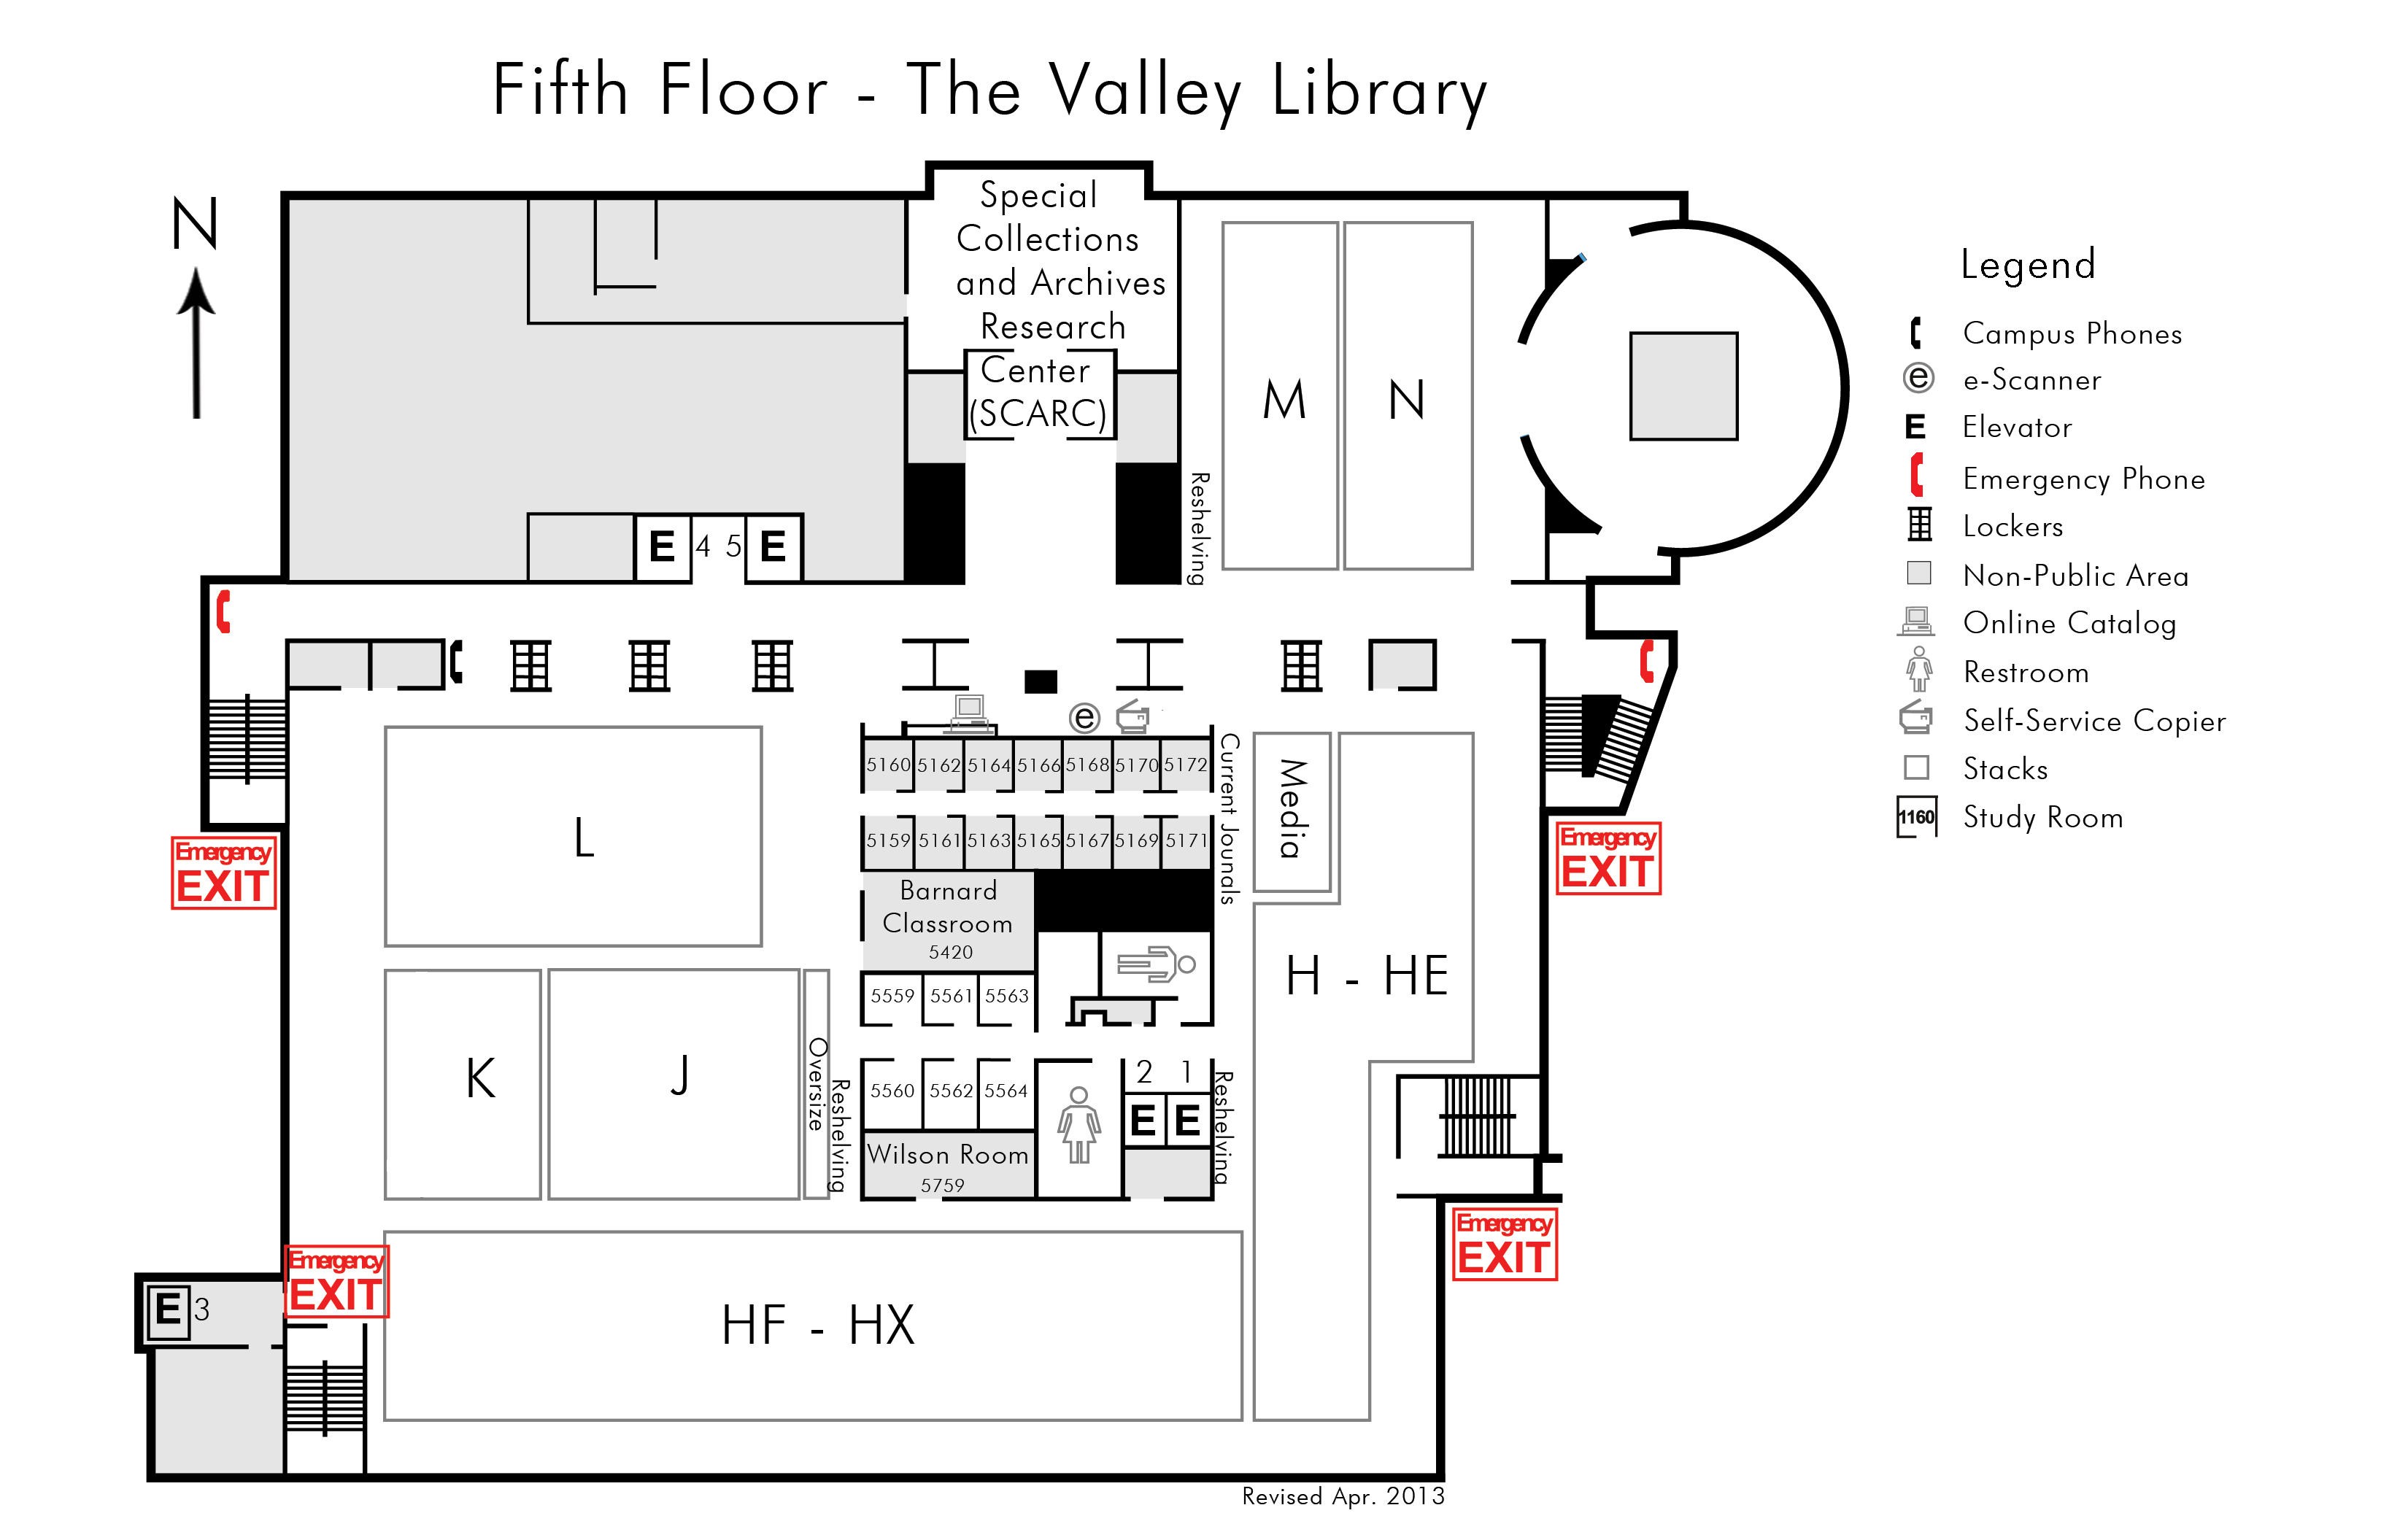 Fifth Floor - The Valley Library
N
Special
Collections
and Archives
Research
Center
(SCARC)
M
N
Reshelving
E
4
5
E
Legend
Campus Phones
e
e-Scanner
E
Elevator
Emergency Phone
Lockers
Non-Public Area
Online Catalog
Restroom
Self-Service Copier
Stacks
1160
Study Room
e
5160
5162
5164
5166
5168
5170
5172
5159
5161
5163
5165
5167
5169
5171
Current Jounals
Media
L
Barnard
Classroom
5420
Emergency
EXIT
Emergency
EXIT
5559
5561
5563
H - HE
K
J
Oversize
Reshelving
5560
5562
5564
2
1
E
E
Reshelving
Wilson Room
5759
Emergency
EXIT
Emergency
EXIT
E
3
HF - HX
Revised Apr. 2013